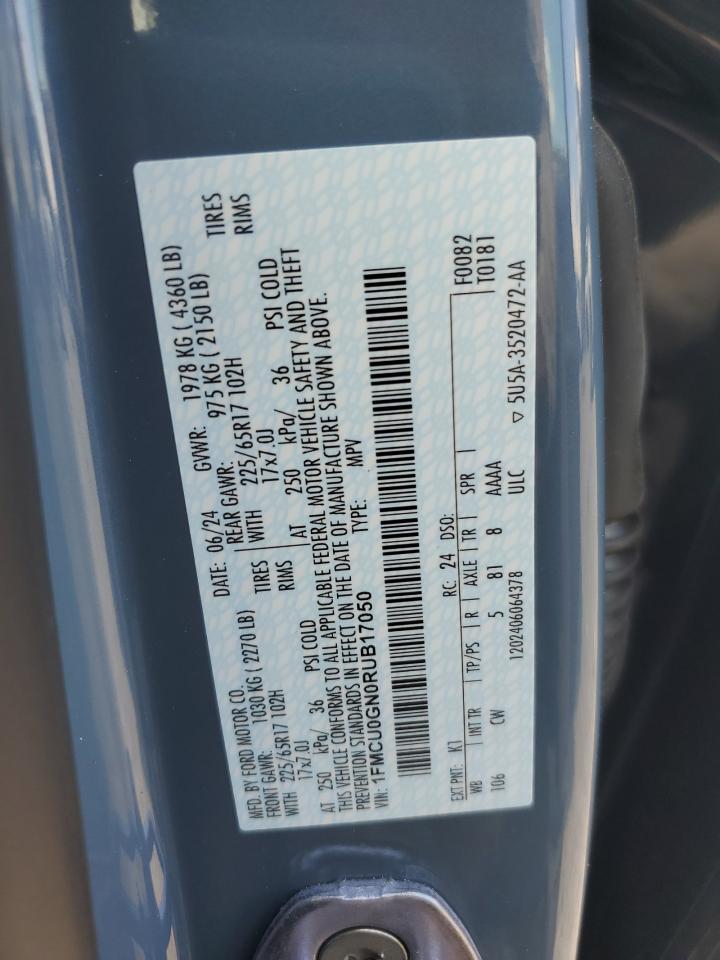 MFD. BY FORD MOTOR CO. DATE: 06/24 GVWR: 1978 KG ( 4360 LB)
FRONT GAWR: 1030 KG ( 2270 LB) REAR GAWR: 975 KG ( 2150 LB)
WITH 225/65R17 102H TIRES WITH 225/65R17 102H TIRES
17x7.0J RIMS 17x7.0J RIMS
AT 250 kPa/ 36 PSI COLD AT 250 kPa/ 36 PSI COLD
THIS VEHICLE CONFORMS TO ALL APPLICABLE FEDERAL MOTOR VEHICLE SAFETY AND THEFT
PREVENTION STANDARDS IN EFFECT ON THE DATE OF MANUFACTURE SHOWN ABOVE.
VIN: 1FMCU0GN0RUB17050 TYPE: MPV
F0082
T0181
EXT PNT: K1 RC: 24 DSO:
WB INT TR TP/PS R AXLE TR SPR
106 CW 5 81 8 AAAA
1202406064378 ULC ▽ 5U5A-3520472-AA